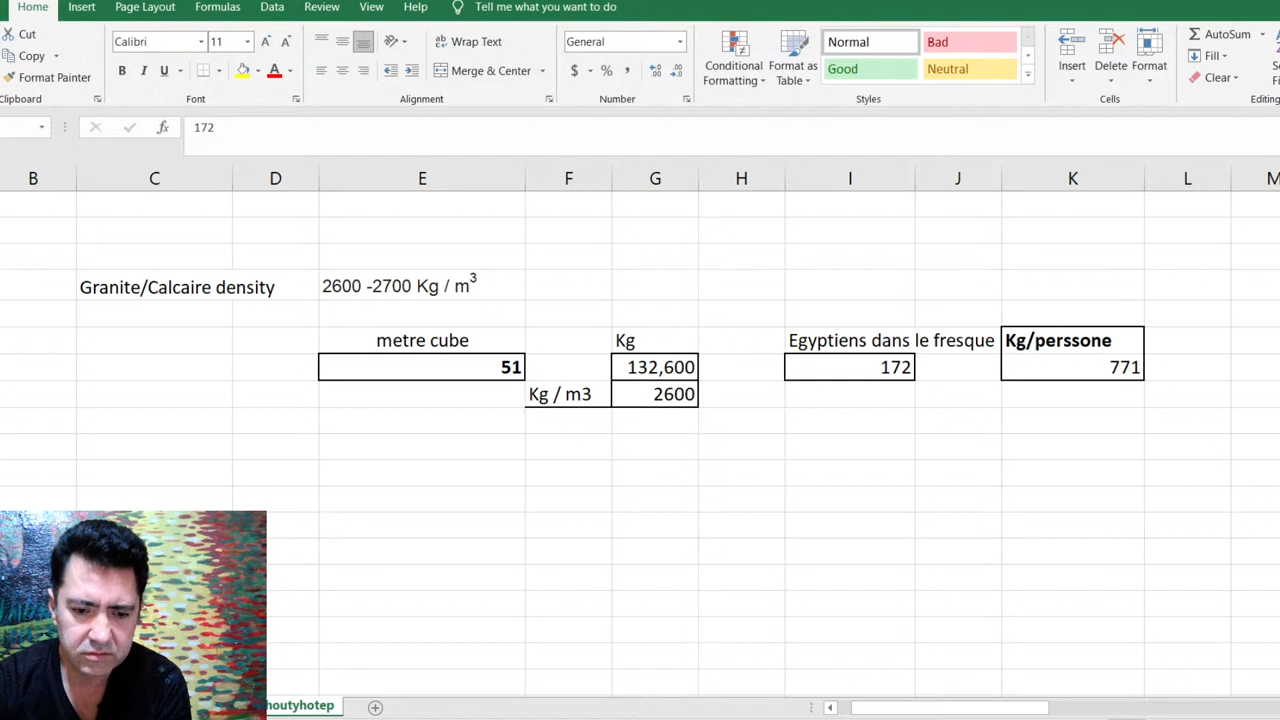 Home Insert Page Layout Formulas Data Review View Help Tell me what you want to do
Cut
Copy
Format Painter
Clipboard
Calibri 11
B I U
Font
Wrap Text
Merge & Center
Alignment
General
$ % ,
Number
Conditional Formatting
Format as Table
Normal Bad
Good Neutral
Styles
Insert Delete Format
Cells
AutoSum
Fill
Clear
Editing
fx 172
B C D E F G H I J K L M
Granite/Calcaire density 2600 -2700 Kg / m3
metre cube Kg Egyptiens dans le fresque Kg/perssone
51 132,600 172 771
Kg / m3 2600
houtyhotep